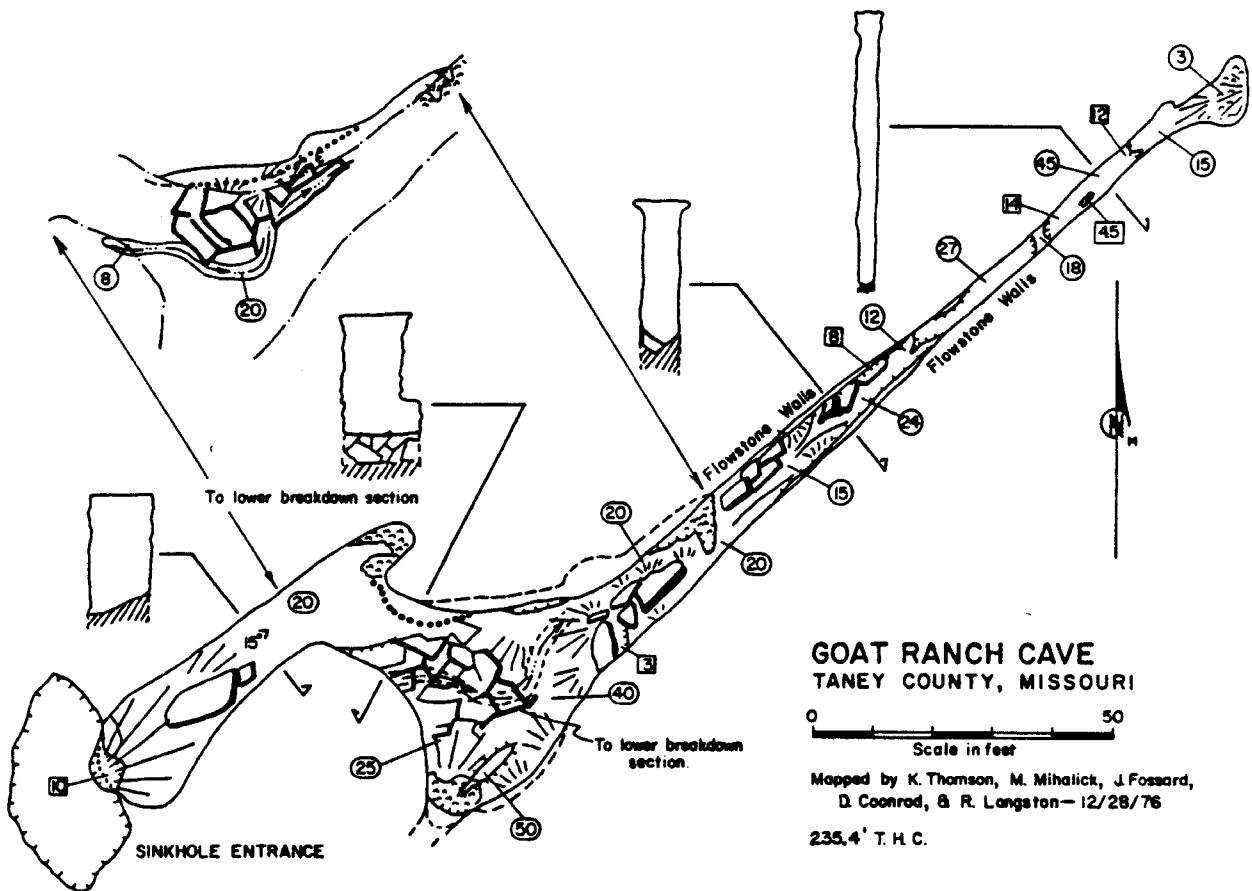 3
12
45
15
14
45
18
27
8
20
12
Flowstone Walls
8
24
Flowstone Walls
N
M
To lower breakdown section
15
20
20
20
3
40
To lower breakdown
section.
25
50
10
SINKHOLE ENTRANCE
GOAT RANCH CAVE
TANEY COUNTY, MISSOURI
0 50
Scale in feet
Mapped by K. Thomson, M. Mihalick, J. Fossard,
D. Coonrod, & R. Langston—12/28/76
235.4' T. H. C.